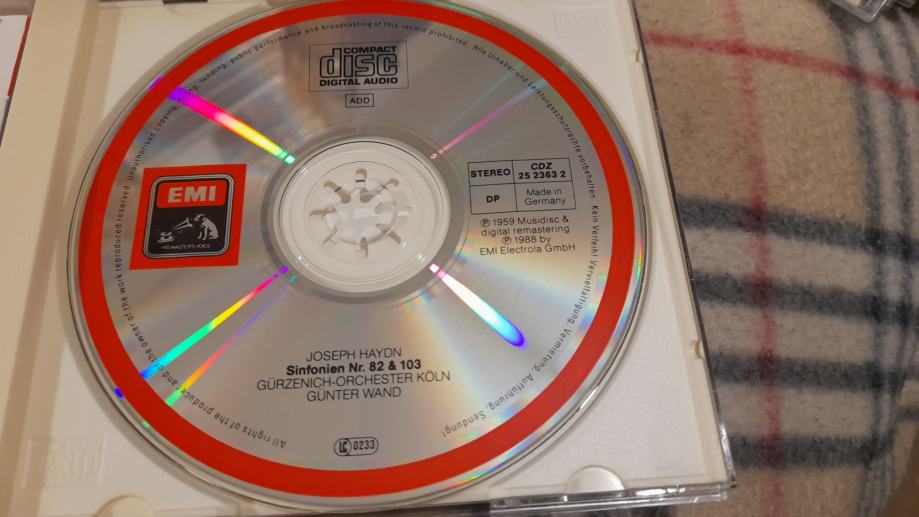 All rights of the producer and of the owner of the work reproduced reserved. Unauthorised copying, hiring, lending, public performance and broadcasting of this record prohibited. Alle Urheber- und Leistungsschutzrechte vorbehalten. Kein Verleih! Vervielfältigung, Vermietung, Aufführung, Sendung!
COMPACT
disc
DIGITAL AUDIO
ADD
EMI
HIS MASTER'S VOICE
STEREO
CDZ
25 2363 2
DP
Made in
Germany
℗ 1959 Musidisc &
digital remastering
℗ 1988 by
EMI Electrola GmbH
JOSEPH HAYDN
Sinfonien Nr. 82 & 103
GÜRZENICH-ORCHESTER KÖLN
GÜNTER WAND
LC 0233